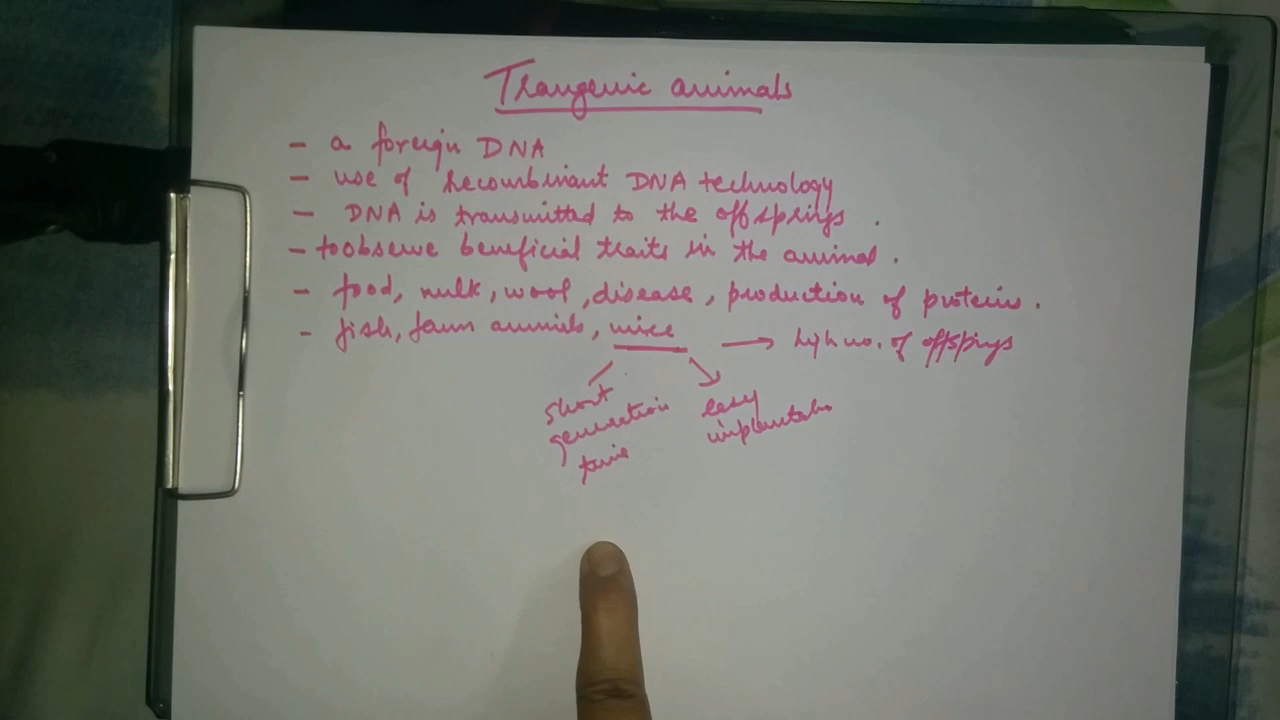 Trangenic animals
- a foreign DNA
- use of recombinant DNA technology
- DNA is transmitted to the offsprings.
- to observe beneficial traits in the animal.
- food, milk, wool, disease, production of proteins.
- fish, farm animals, mice → high no. of offsprings
short generation time
easy implantation